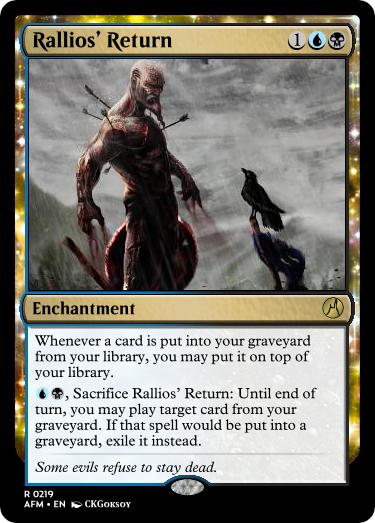 Rallios' Return 1
Enchantment
Whenever a card is put into your graveyard
from your library, you may put it on top of
your library.
, Sacrifice Rallios' Return: Until end of
turn, you may play target card from your
graveyard. If that spell would be put into a
graveyard, exile it instead.
Some evils refuse to stay dead.
R 0219
AFM • EN CKGoksoy